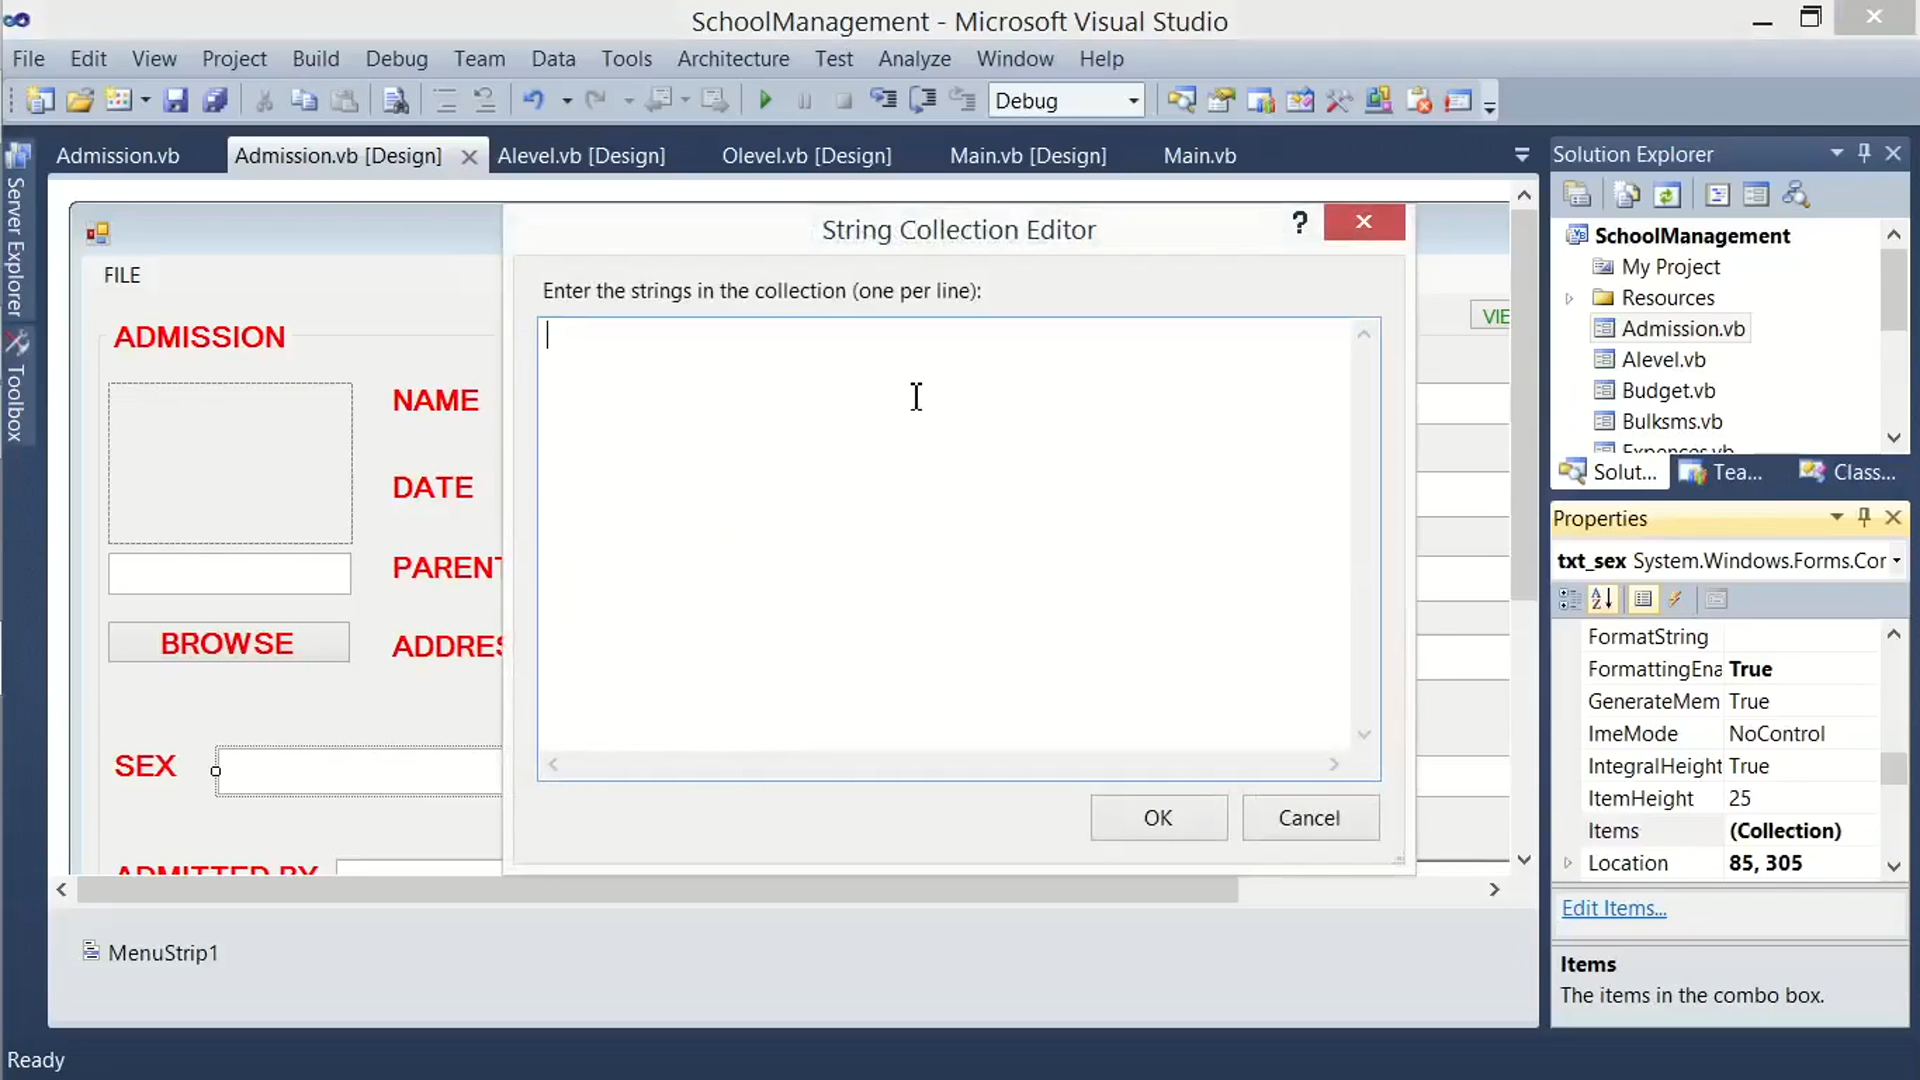 SchoolManagement - Microsoft Visual Studio
File Edit View Project Build Debug Team Data Tools Architecture Test Analyze Window Help
Debug
Admission.vb Admission.vb [Design] Alevel.vb [Design] Olevel.vb [Design] Main.vb [Design] Main.vb
Server Explorer
Toolbox
FILE
ADMISSION
NAME
DATE
PARENT
BROWSE
ADDRES
SEX
ADMITTED BY
VIE
String Collection Editor
?
Enter the strings in the collection (one per line):
OK Cancel
MenuStrip1
Solution Explorer
SchoolManagement
My Project
Resources
Admission.vb
Alevel.vb
Budget.vb
Bulksms.vb
Expences.vb
Solut... Tea... Class...
Properties
txt_sex System.Windows.Forms.Cor
FormatString
FormattingEna True
GenerateMem True
ImeMode NoControl
IntegralHeight True
ItemHeight 25
Items (Collection)
Location 85, 305
Edit Items...
Items
The items in the combo box.
Ready